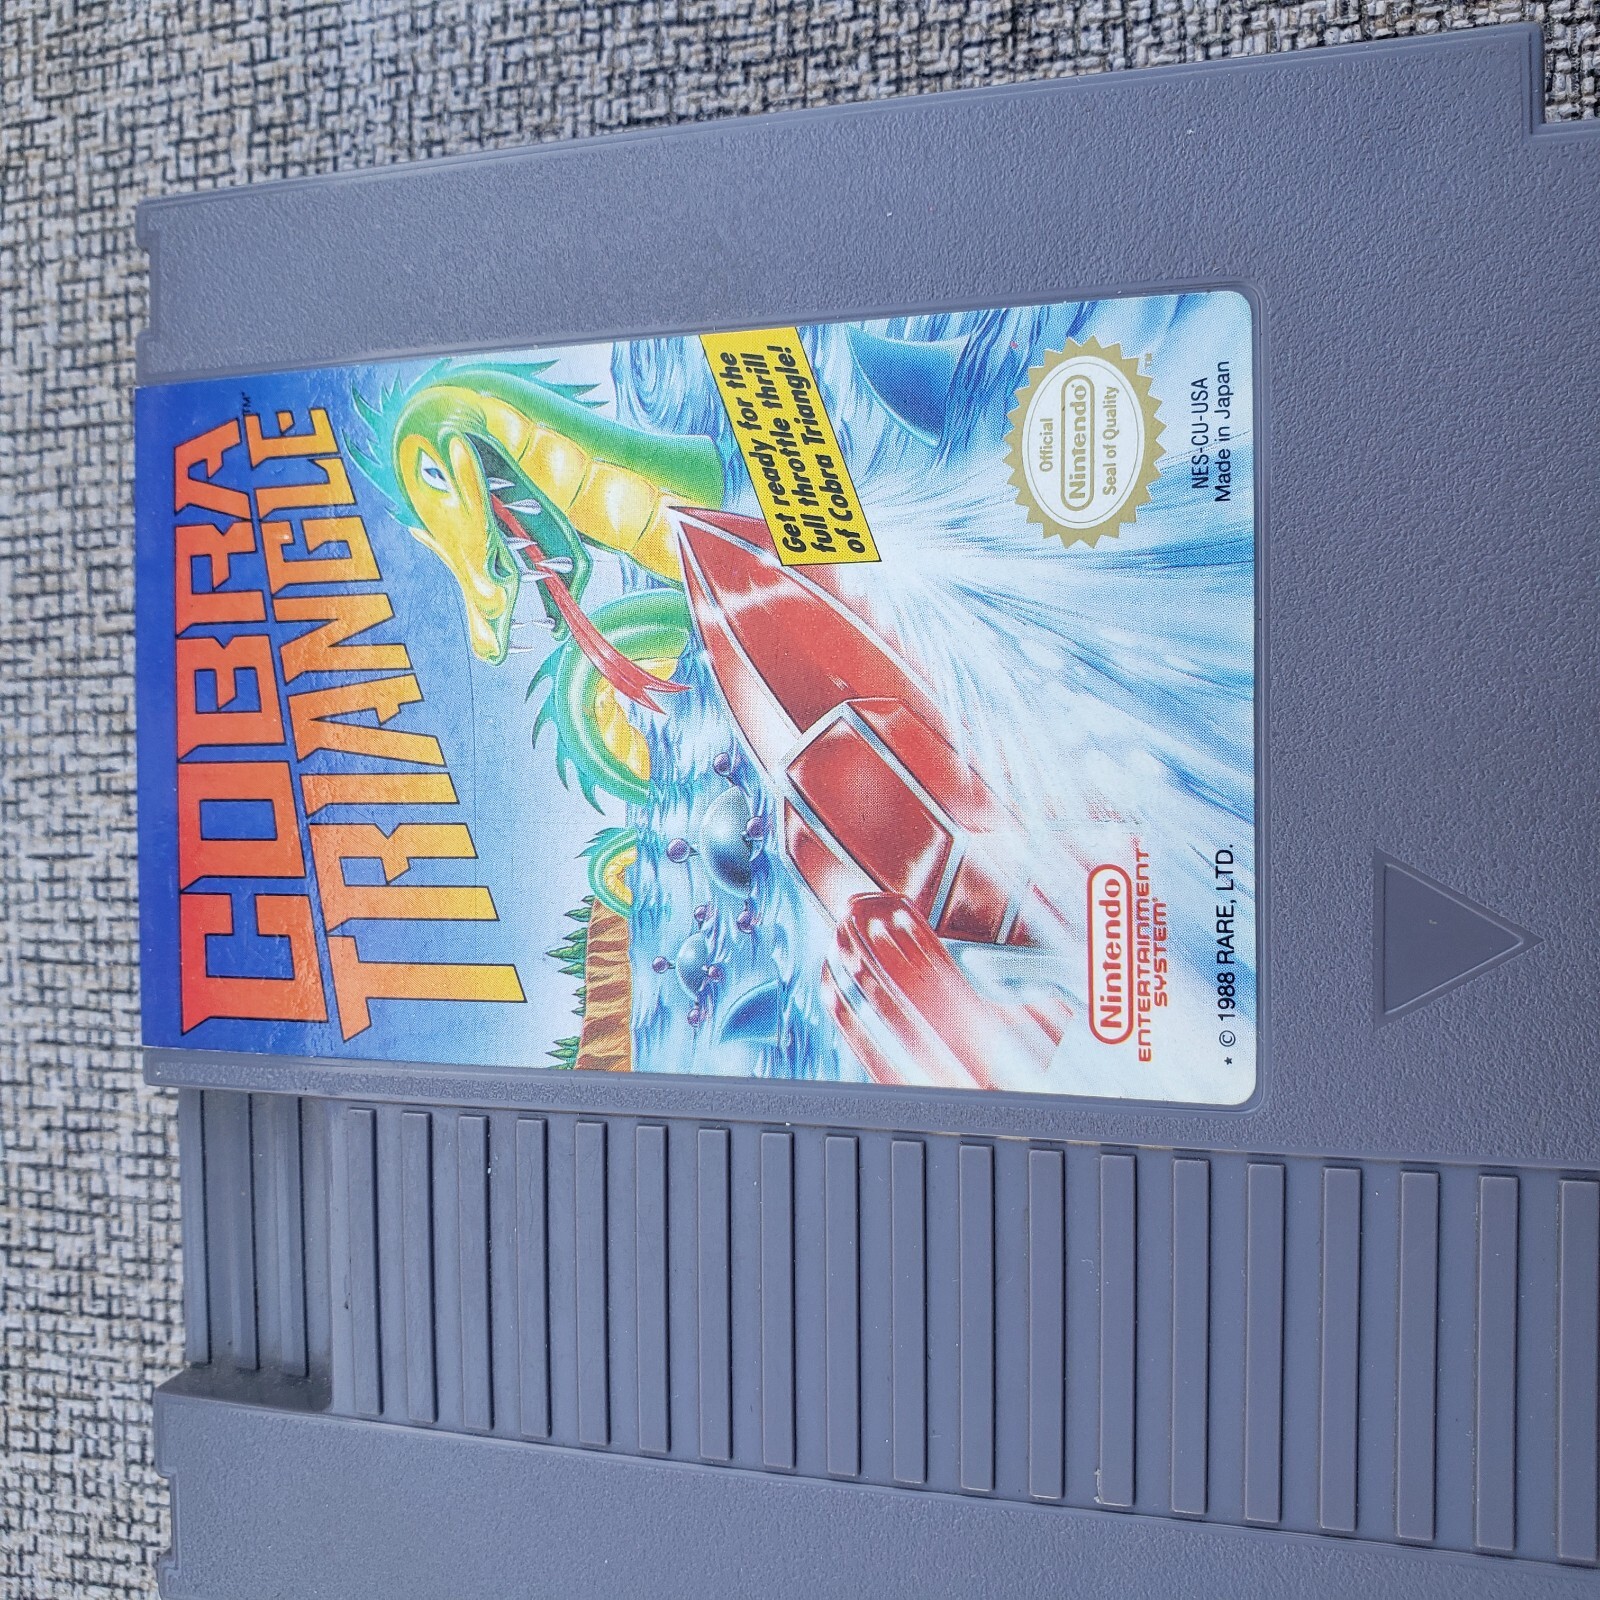 COBRA™
TRIANGLE
Get ready for the
full throttle thrill
of Cobra Triangle!
Official
Nintendo®
Seal of Quality
TM
NES-CU-USA
Made in Japan
Nintendo®
ENTERTAINMENT
SYSTEM®
* © 1988 RARE, LTD.